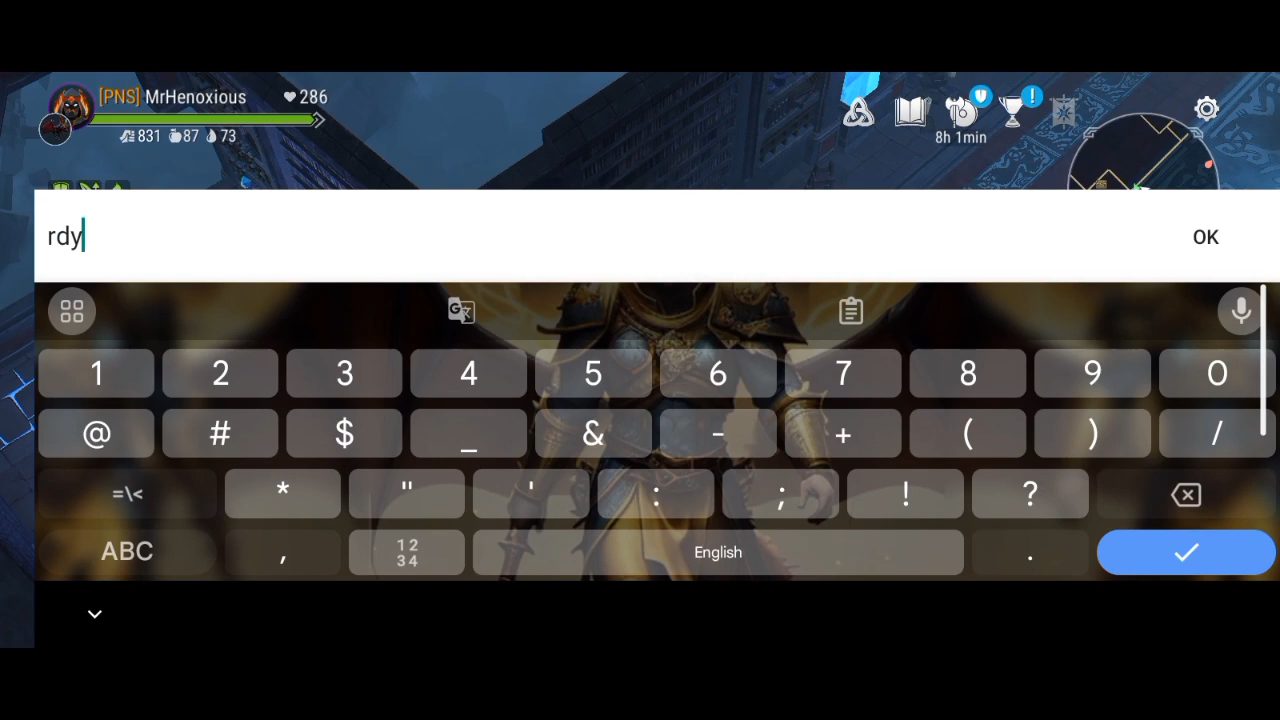 [PNS] MrHenoxious 286
831 87 73
8h 1min
rdy
OK
1 2 3 4 5 6 7 8 9 0
@ # $ _ & - + ( ) /
=\< * " ' : ; ! ?
ABC , 12 34 English .